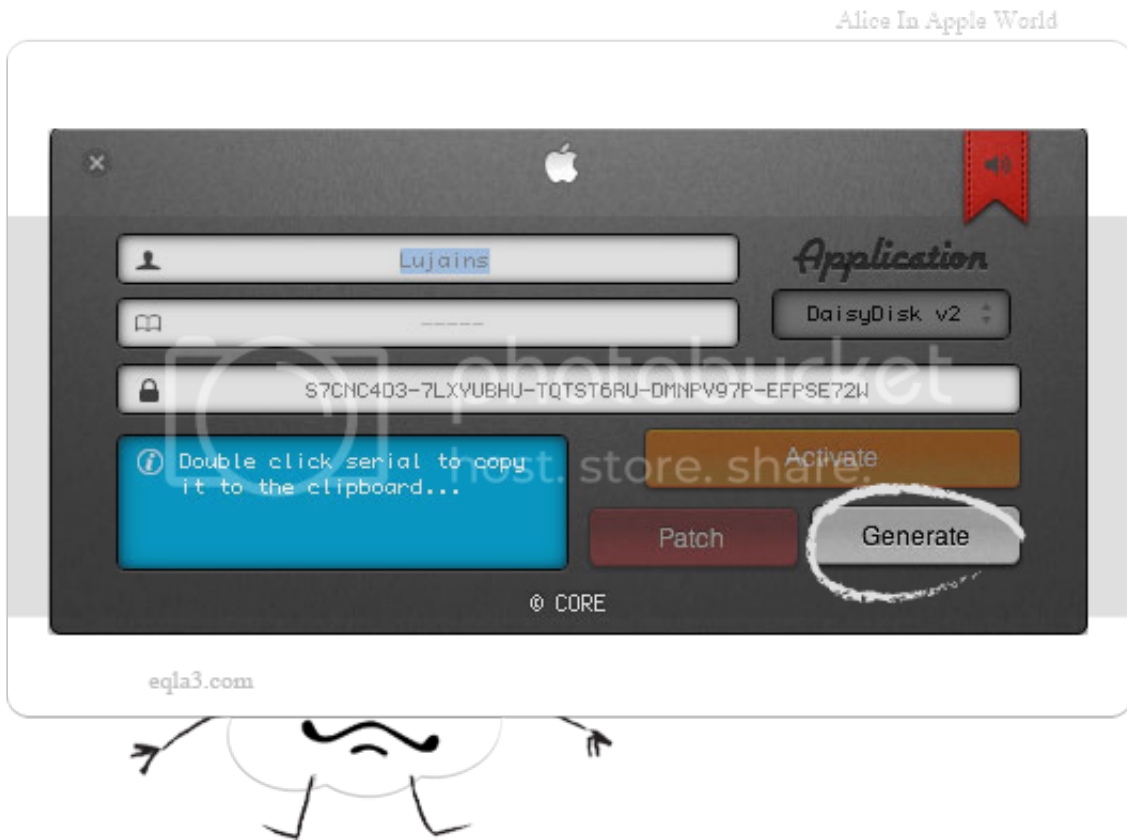 Alice In Apple World
Lujains
Application
-----
DaisyDisk v2
photobucket
S7CNC4D3-7LXYUBHU-TQTST6RU-DMNPV97P-EFPSE72W
Double click serial to copy
it to the clipboard...
Activate
host. store. share.
Patch
Generate
© CORE
eqla3.com